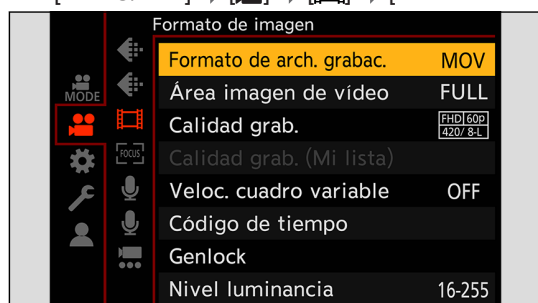 Formato de imagen
Formato de arch. grabac. MOV
MODE Área imagen de vídeo FULL
Calidad grab. FHD 60p 420/ 8-L
FOCUS Calidad grab. (Mi lista)
Veloc. cuadro variable OFF
Código de tiempo
Genlock
Nivel luminancia 16-255